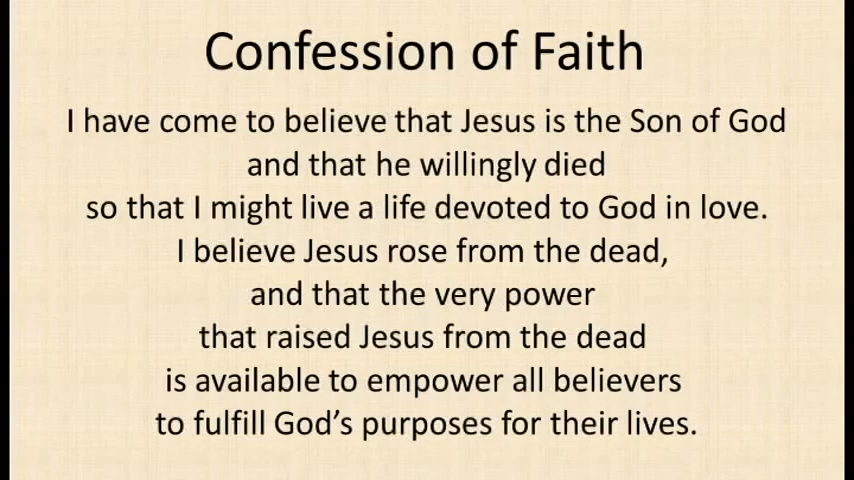 Confession of Faith
I have come to believe that Jesus is the Son of God
and that he willingly died
so that I might live a life devoted to God in love.
I believe Jesus rose from the dead,
and that the very power
that raised Jesus from the dead
is available to empower all believers
to fulfill God’s purposes for their lives.